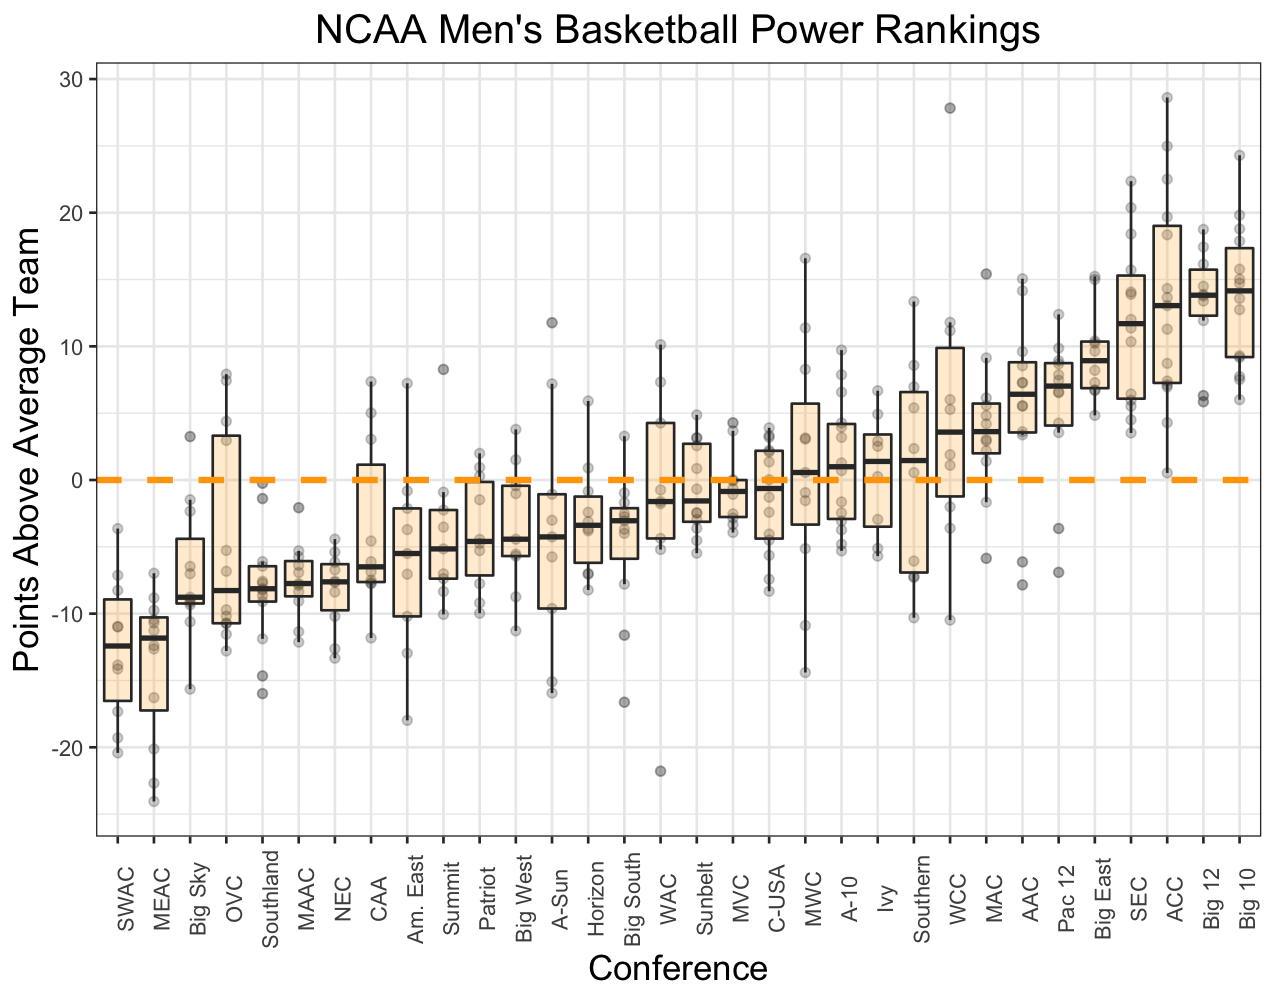 NCAA Men's Basketball Power Rankings
Points Above Average Team
30
20
10
0
-10
-20
SWAC
MEAC
Big Sky
OVC
Southland
MAAC
NEC
CAA
Am. East
Summit
Patriot
Big West
A-Sun
Horizon
Big South
WAC
Sunbelt
MVC
C-USA
MWC
A-10
Ivy
Southern
WCC
MAC
AAC
Pac 12
Big East
SEC
ACC
Big 12
Big 10
Conference